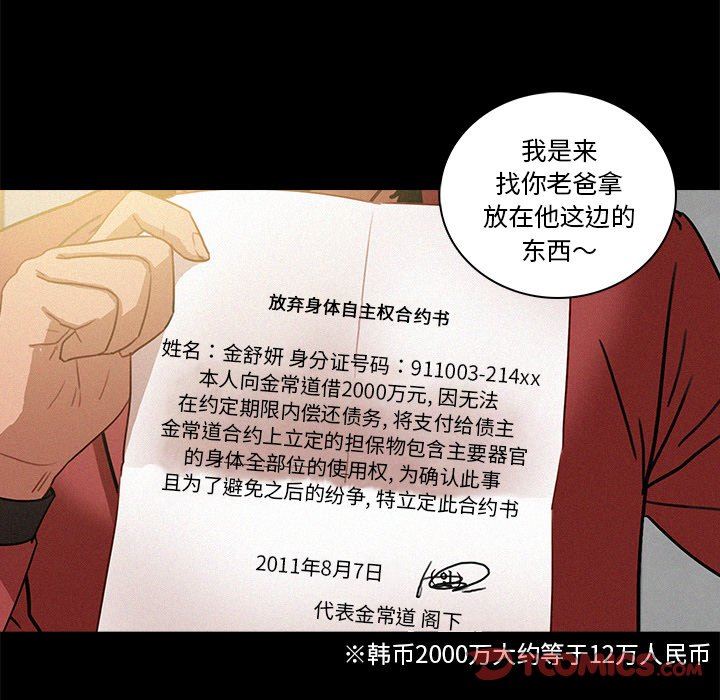 我是来
找你老爸拿
放在他这边的
东西～
放弃身体自主权合约书
姓名：金舒妍 身分证号码：911003-214xx
本人向金常道借2000万元, 因无法
在约定期限内偿还债务, 将支付给债主
金常道合约上立定的担保物包含主要器官
的身体全部位的使用权, 为确认此事
且为了避免之后的纷争, 特立定此合约书
2011年8月7日
代表金常道 阁下
※韩币2000万大约等于12万人民币
TCOMICS.COM